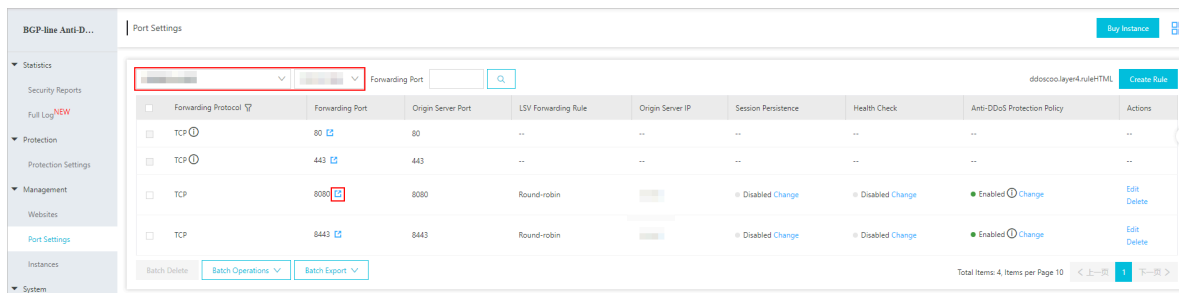 BGP-line Anti-D...
Port Settings
Buy Instance
Statistics
Security Reports
Full Log NEW
Protection
Protection Settings
Management
Websites
Port Settings
Instances
System
Forwarding Port
ddoscoo.layer4.ruleHTML
Create Rule
Forwarding Protocol Forwarding Port Origin Server Port LSV Forwarding Rule Origin Server IP Session Persistence Health Check Anti-DDoS Protection Policy Actions
TCP 80 80 -- -- -- -- -- --
TCP 443 443 -- -- -- -- -- --
TCP 8080 8080 Round-robin Disabled Change Disabled Change Enabled Change Edit
Delete
TCP 8443 8443 Round-robin Disabled Change Disabled Change Enabled Change Edit
Delete
Batch Delete Batch Operations Batch Export Total Items: 4, Items per Page 10 < 上一页 1 下一页 >